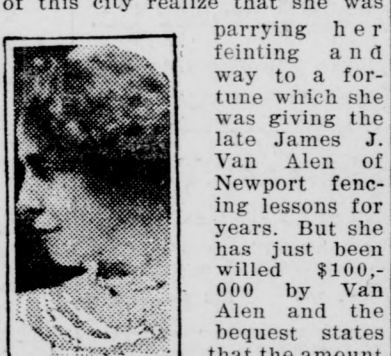 of this city realize that she was
parrying her
feinting and
way to a for-
tune which she
was giving the
late James J.
Van Alen of
Newport fenc-
ing lessons for
years. But she
has just been
willed $100,-
000 by Van
Alen and the
bequest states
that the amount